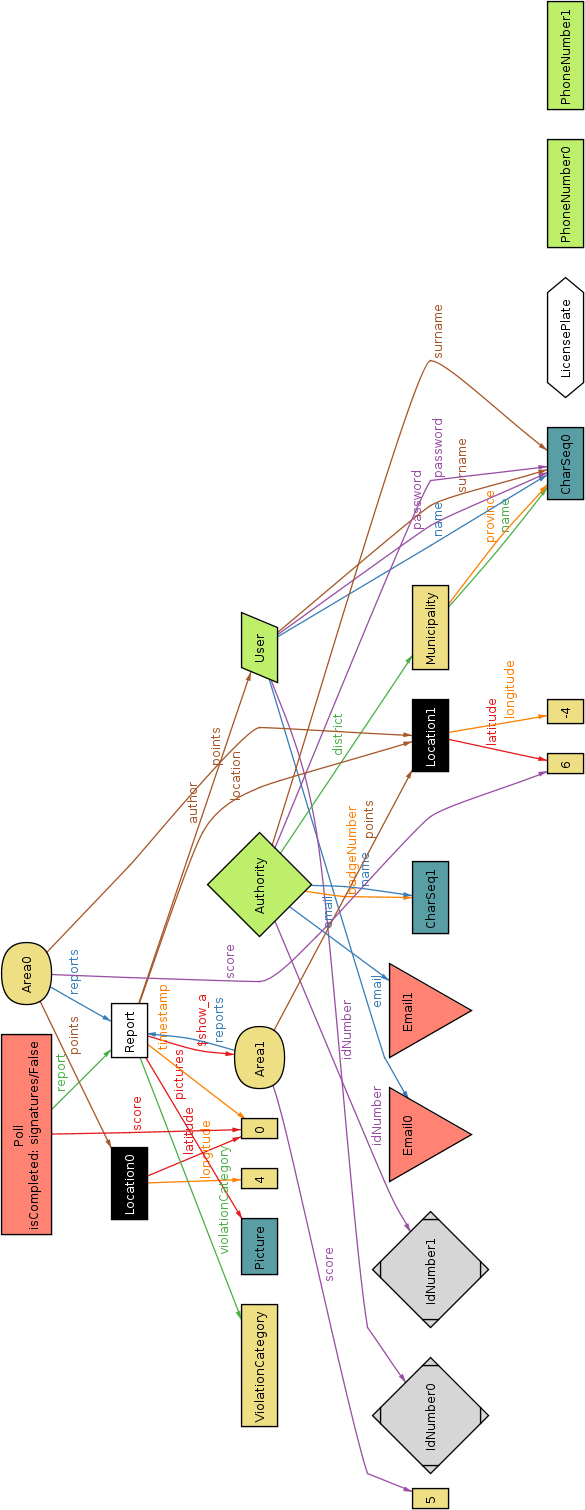 Poll
isCompleted: signatures/False
Area0
report
points
reports
Location0
Report
score
latitude
longitude
violationCategory
pictures
timestamp
$show_a
reports
author
points
location
score
ViolationCategory
Picture
4
0
Area1
Authority
User
score
idNumber
idNumber
email
email
badgeNumber
name
points
district
5
IdNumber0
IdNumber1
Email0
Email1
CharSeq1
Location1
Municipality
password
name
password
surname
surname
latitude
longitude
province
name
6
-4
CharSeq0
LicensePlate
PhoneNumber0
PhoneNumber1